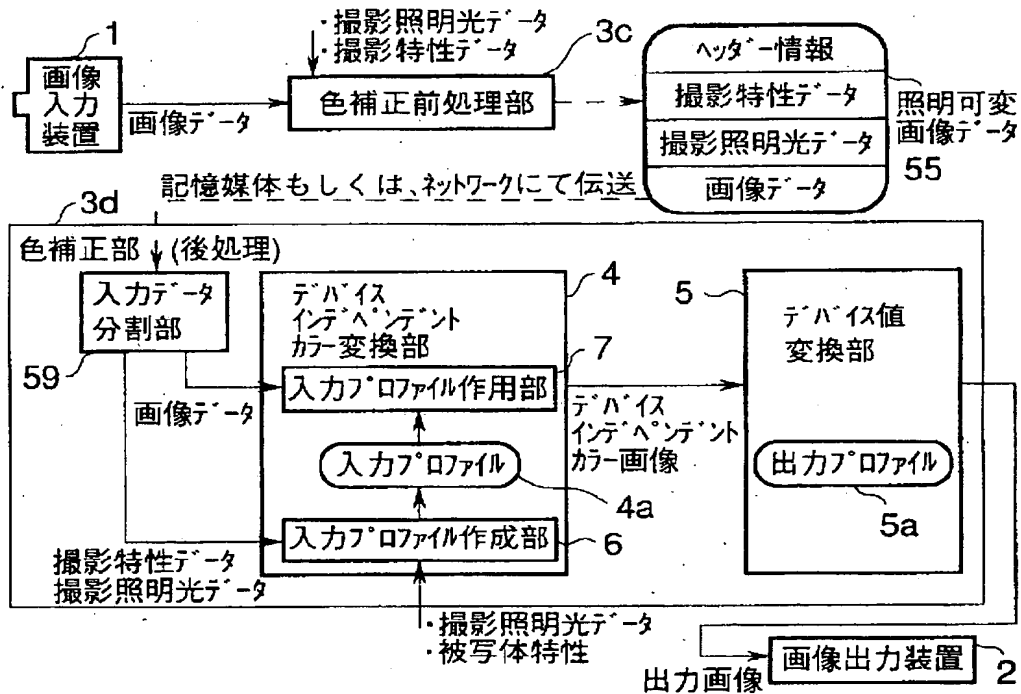 1
画像
入力
装置
画像データ
・撮影照明光データ
・撮影特性データ
3c
色補正前処理部
ヘッダー情報
撮影特性データ
撮影照明光データ
画像データ
照明可変
画像データ
55
記憶媒体もしくは、ネットワークにて伝送
3d
色補正部 (後処理)
入力データ
分割部
59
画像データ
撮影特性データ
撮影照明光データ
4
デバイス
インデペンデント
カラー変換部
7
入力プロファイル作用部
入力プロファイル
4a
入力プロファイル作成部
6
・撮影照明光データ
・被写体特性
デバイス
インデペンデント
カラー画像
5
デバイス値
変換部
出力プロファイル
5a
出力画像
画像出力装置
2